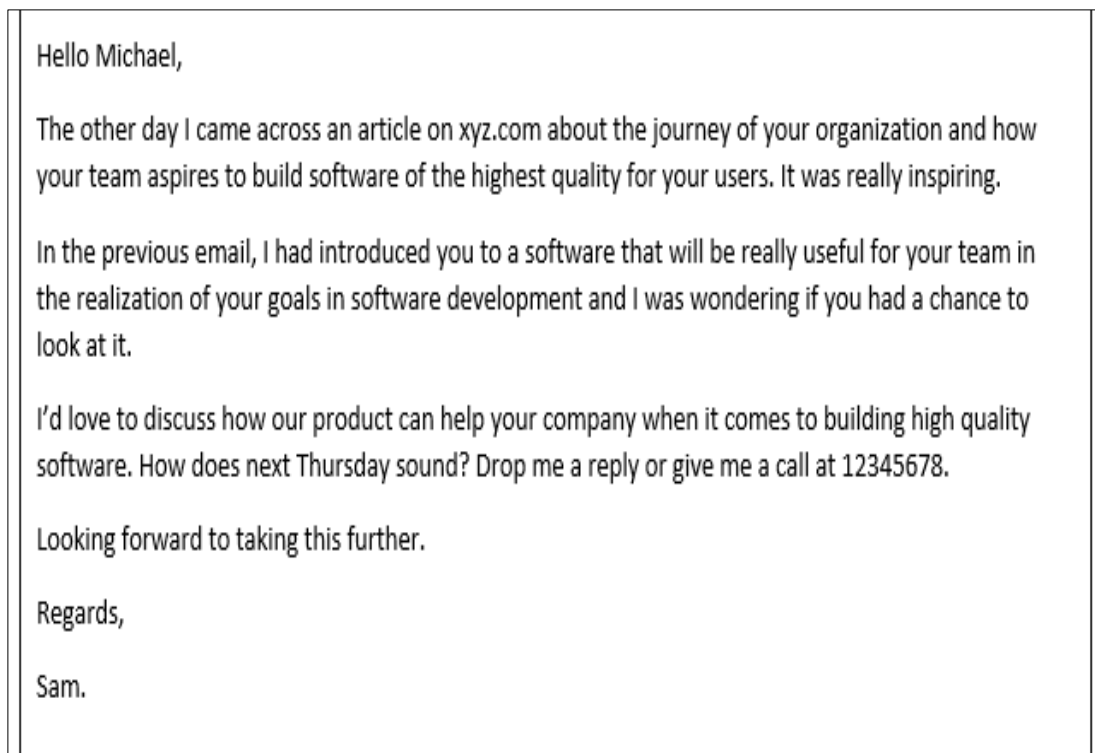 Hello Michael,
The other day I came across an article on xyz.com about the journey of your organization and how
your team aspires to build software of the highest quality for your users. It was really inspiring.
In the previous email, I had introduced you to a software that will be really useful for your team in
the realization of your goals in software development and I was wondering if you had a chance to
look at it.
I’d love to discuss how our product can help your company when it comes to building high quality
software. How does next Thursday sound? Drop me a reply or give me a call at 12345678.
Looking forward to taking this further.
Regards,
Sam.